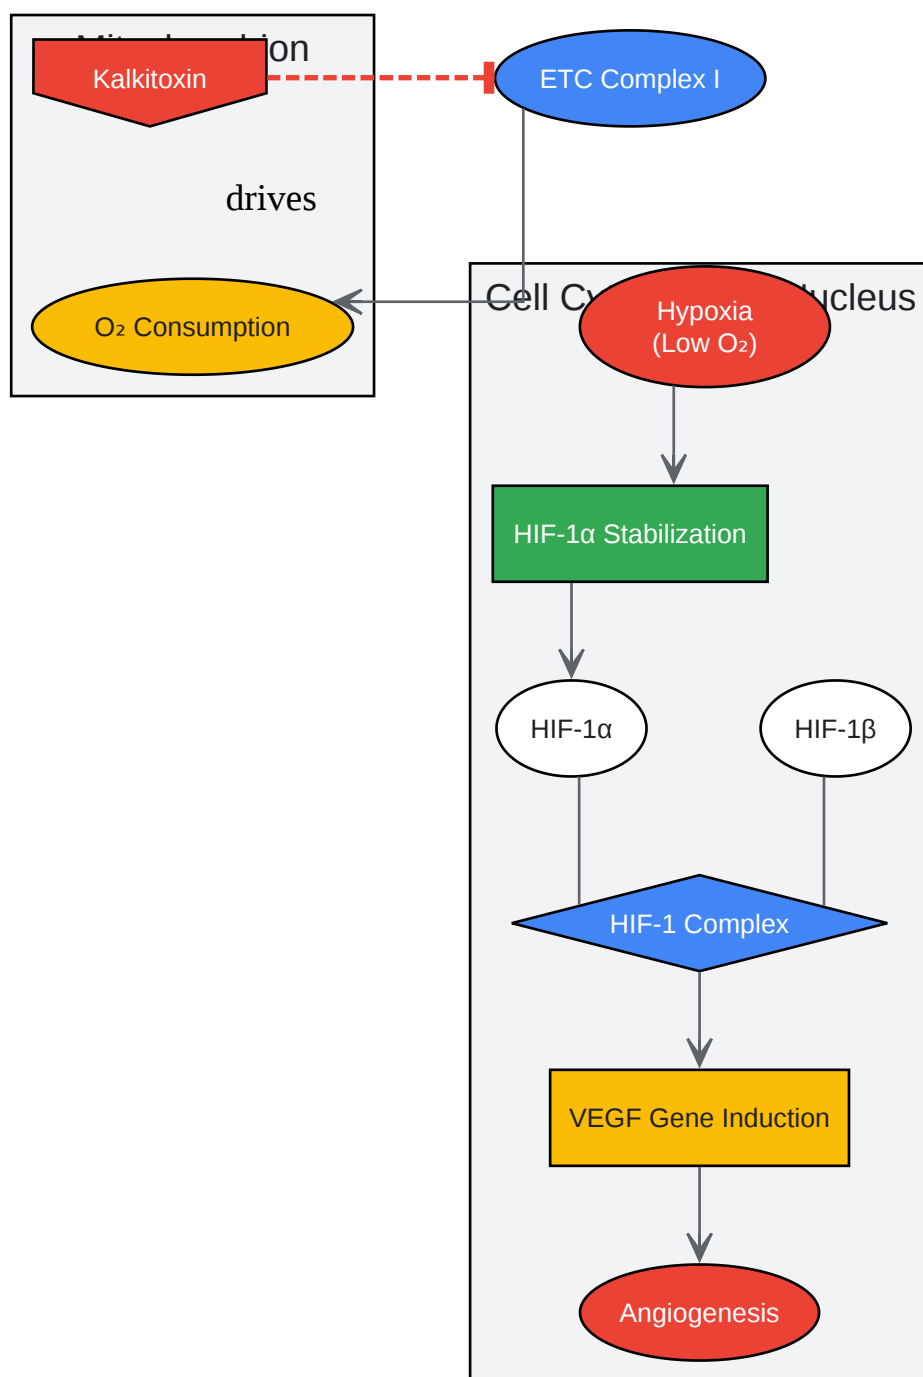 Kalkitoxin
ETC Complex I
drives
Cell
O₂ Consumption
Hypoxia
(Low O₂)
HIF-1α Stabilization
HIF-1α
HIF-1β
HIF-1 Complex
VEGF Gene Induction
Angiogenesis